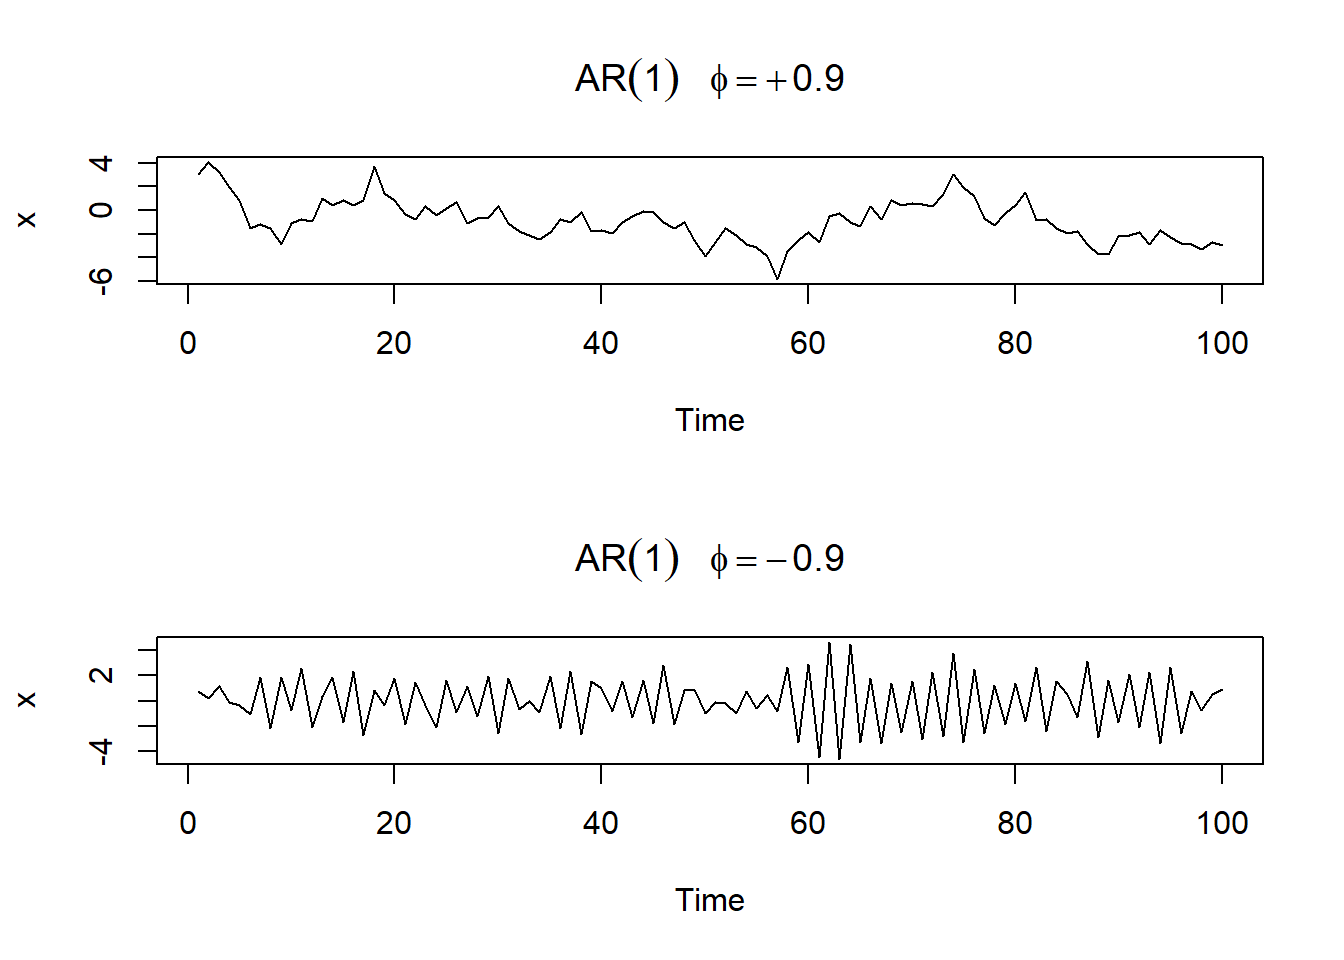 AR(1)  ϕ = +0.9
x
4
0
-6
0 20 40 60 80 100
Time
AR(1)  ϕ = −0.9
x
2
-4
0 20 40 60 80 100
Time